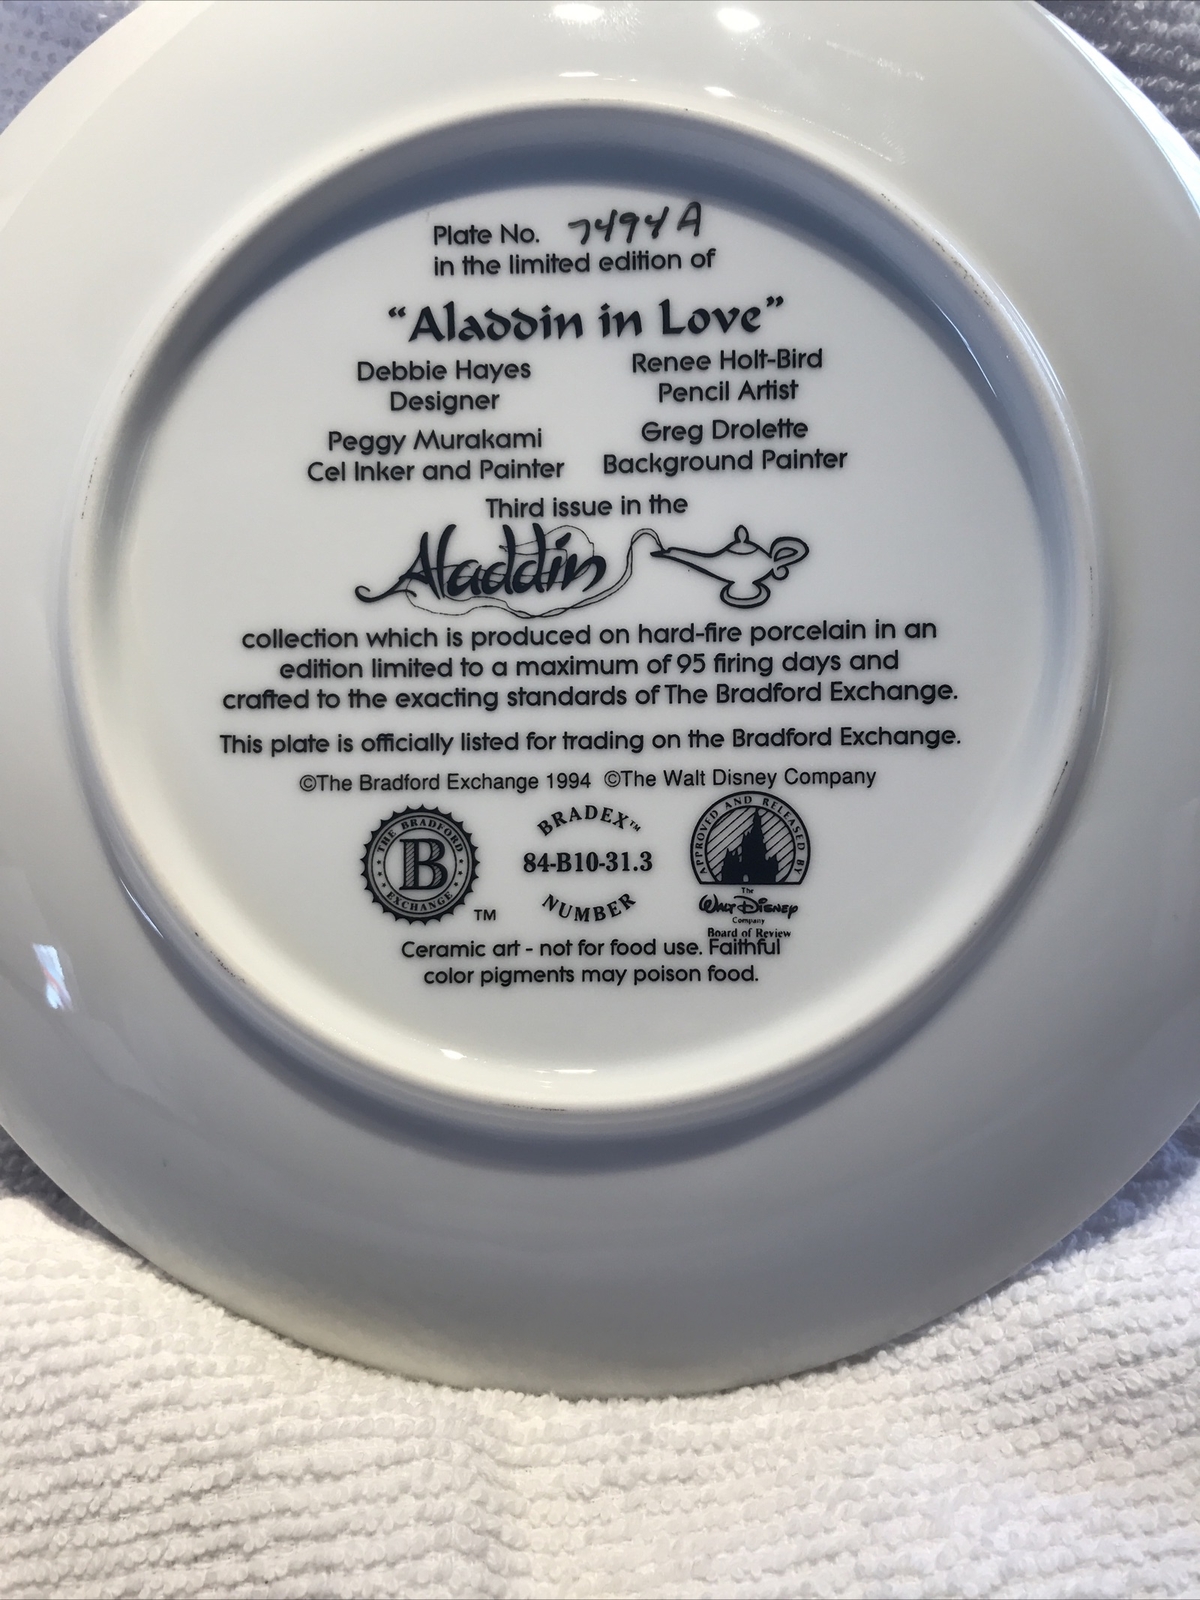 Plate No. 7494A
in the limited edition of
“Aladdin in Love”
Debbie Hayes
Designer
Renee Holt-Bird
Pencil Artist
Peggy Murakami
Cel Inker and Painter
Greg Drolette
Background Painter
Third issue in the
Aladdin
collection which is produced on hard-fire porcelain in an
edition limited to a maximum of 95 firing days and
crafted to the exacting standards of The Bradford Exchange.
This plate is officially listed for trading on the Bradford Exchange.
©The Bradford Exchange 1994 ©The Walt Disney Company
THE BRADFORD
B
EXCHANGE
TM
BRADEX™
84-B10-31.3
NUMBER
APPROVED AND RELEASED BY
The
Walt Disney
Company
Board of Review
Ceramic art - not for food use. Faithful
color pigments may poison food.